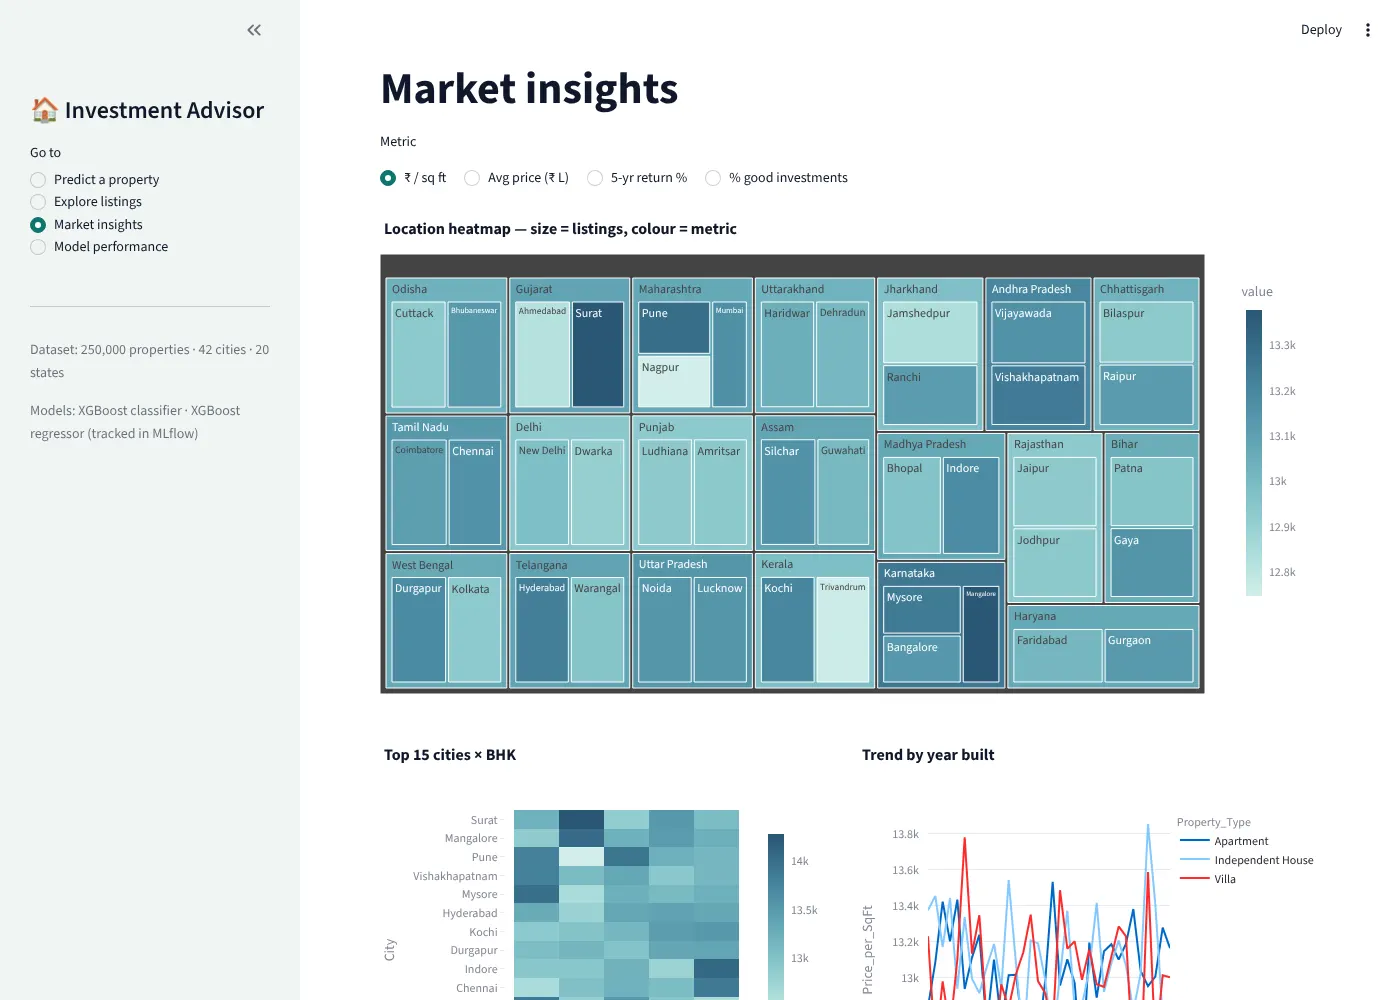 Deploy
🏠 Investment Advisor
Go to
Predict a property
Explore listings
Market insights
Model performance
Dataset: 250,000 properties · 42 cities · 20
states
Models: XGBoost classifier · XGBoost
regressor (tracked in MLflow)
Market insights
Metric
₹ / sq ft
Avg price (₹ L)
5-yr return %
% good investments
Location heatmap — size = listings, colour = metric
Odisha
Cuttack
Bhubaneswar
Gujarat
Ahmedabad
Surat
Maharashtra
Pune
Mumbai
Nagpur
Uttarakhand
Haridwar
Dehradun
Jharkhand
Jamshedpur
Ranchi
Andhra Pradesh
Vijayawada
Vishakhapatnam
Chhattisgarh
Bilaspur
Raipur
Tamil Nadu
Coimbatore
Chennai
Delhi
New Delhi
Dwarka
Punjab
Ludhiana
Amritsar
Assam
Silchar
Guwahati
Madhya Pradesh
Bhopal
Indore
Rajasthan
Jaipur
Jodhpur
Bihar
Patna
Gaya
West Bengal
Durgapur
Kolkata
Telangana
Hyderabad
Warangal
Uttar Pradesh
Noida
Lucknow
Kerala
Kochi
Trivandrum
Karnataka
Mysore
Mangalore
Bangalore
Haryana
Faridabad
Gurgaon
value
13.3k
13.2k
13.1k
13k
12.9k
12.8k
Top 15 cities × BHK
City
Surat
Mangalore
Pune
Vishakhapatnam
Mysore
Hyderabad
Kochi
Durgapur
Indore
Chennai
14k
13.5k
13k
Trend by year built
Price_per_SqFt
13.8k
13.6k
13.4k
13.2k
13k
Property_Type
Apartment
Independent House
Villa